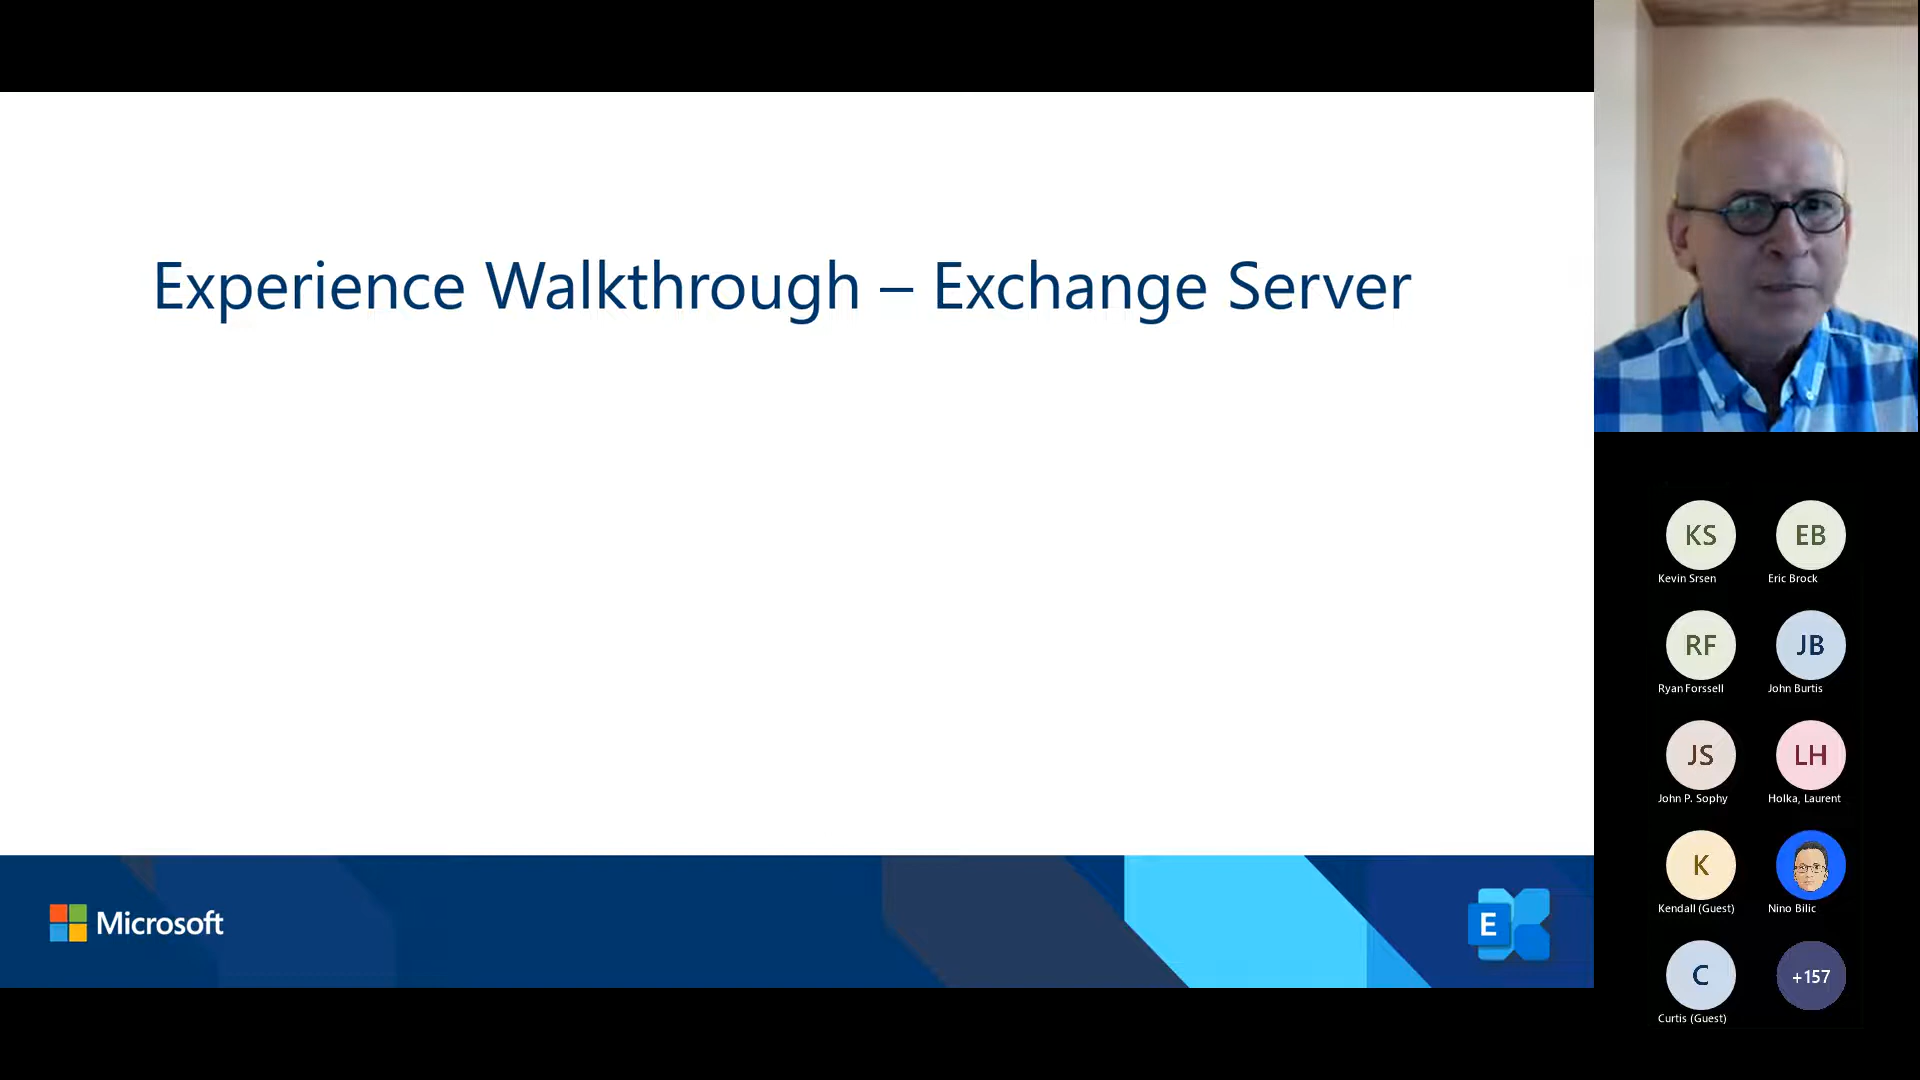 Experience Walkthrough – Exchange Server
Microsoft
E
KS
EB
Kevin Srsen
Eric Brock
RF
JB
Ryan Forssell
John Burtis
JS
LH
John P. Sophy
Holka, Laurent
K
Kendall (Guest)
Nino Bilic
C
+157
Curtis (Guest)